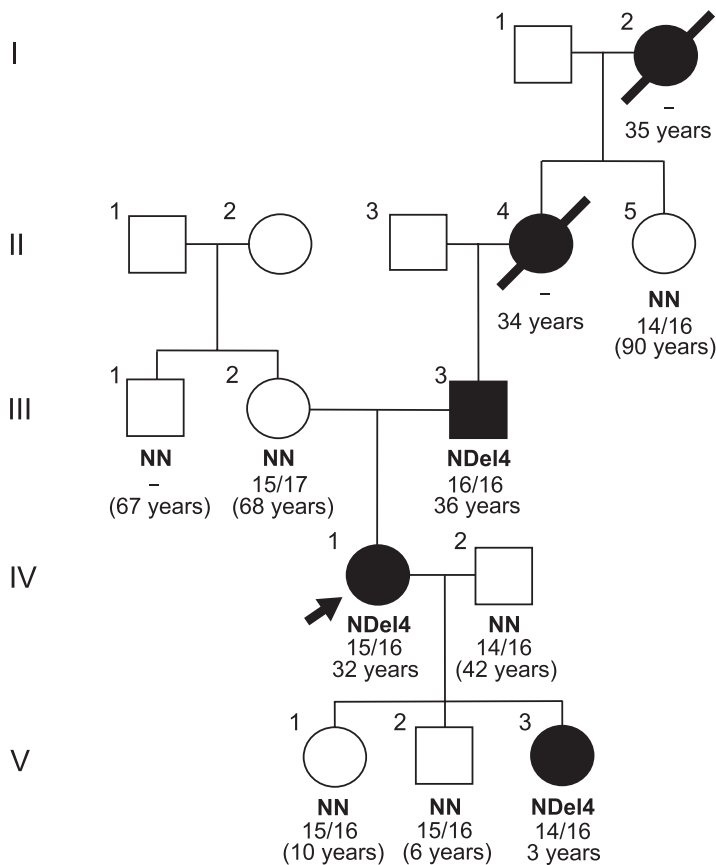 I
1
2
–
35 years
II
1
2
3
4
5
–
34 years
NN
14/16
(90 years)
III
1
2
3
NN
–
(67 years)
NN
15/17
(68 years)
NDel4
16/16
36 years
IV
1
2
NDel4
15/16
32 years
NN
14/16
(42 years)
V
1
2
3
NN
15/16
(10 years)
NN
15/16
(6 years)
NDel4
14/16
3 years